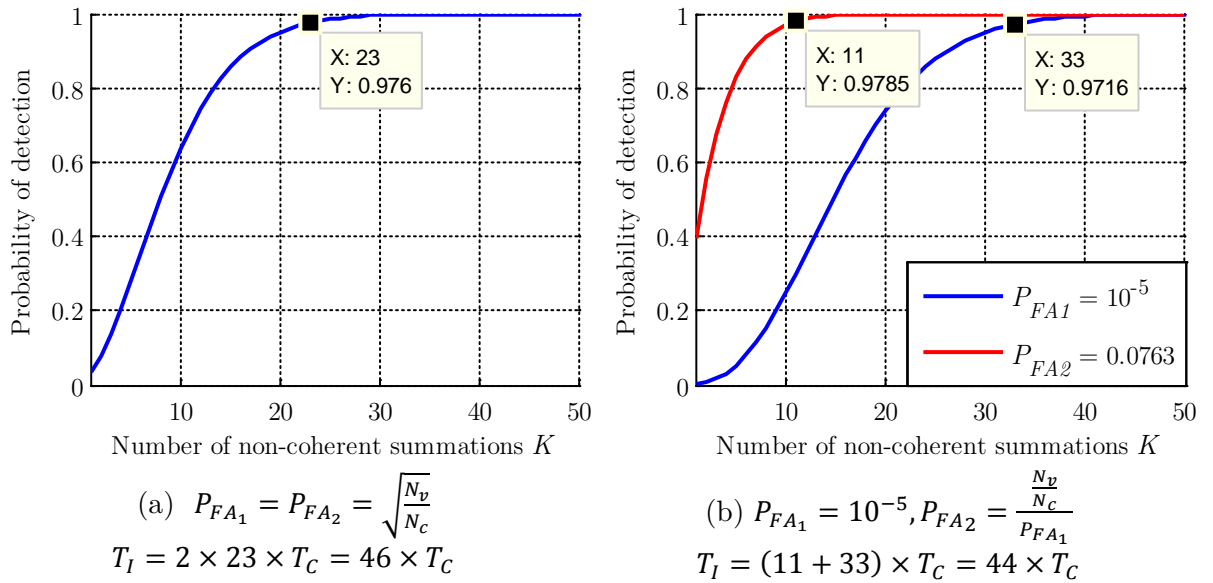 1
0.8
0.6
0.4
0.2
0
Probability of detection
X: 23
Y: 0.976
10 20 30 40 50
Number of non-coherent summations K
(a) P_{FA_1} = P_{FA_2} = \sqrt{\frac{N_v}{N_c}}
T_I = 2 × 23 × T_C = 46 × T_C
1
0.8
0.6
0.4
0.2
0
Probability of detection
X: 11
Y: 0.9785
X: 33
Y: 0.9716
P_{FA1} = 10^{-5}
P_{FA2} = 0.0763
10 20 30 40 50
Number of non-coherent summations K
(b) P_{FA_1} = 10^{-5}, P_{FA_2} = \frac{\frac{N_v}{N_c}}{P_{FA_1}}
T_I = (11 + 33) × T_C = 44 × T_C